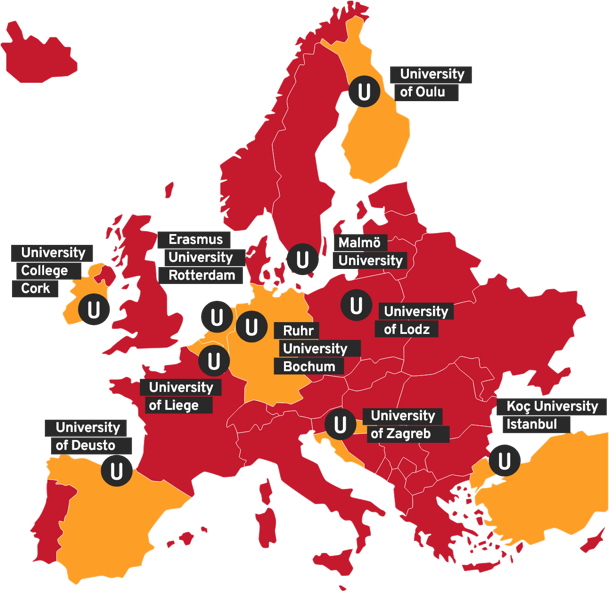 University
of Oulu
U
Erasmus
University
Rotterdam
Malmö
University
U
University
College
Cork
U
U
U
U
University
of Lodz
Ruhr
University
Bochum
U
University
of Liege
Koç University
Istanbul
University
of Zagreb
U
University
of Deusto
U
U